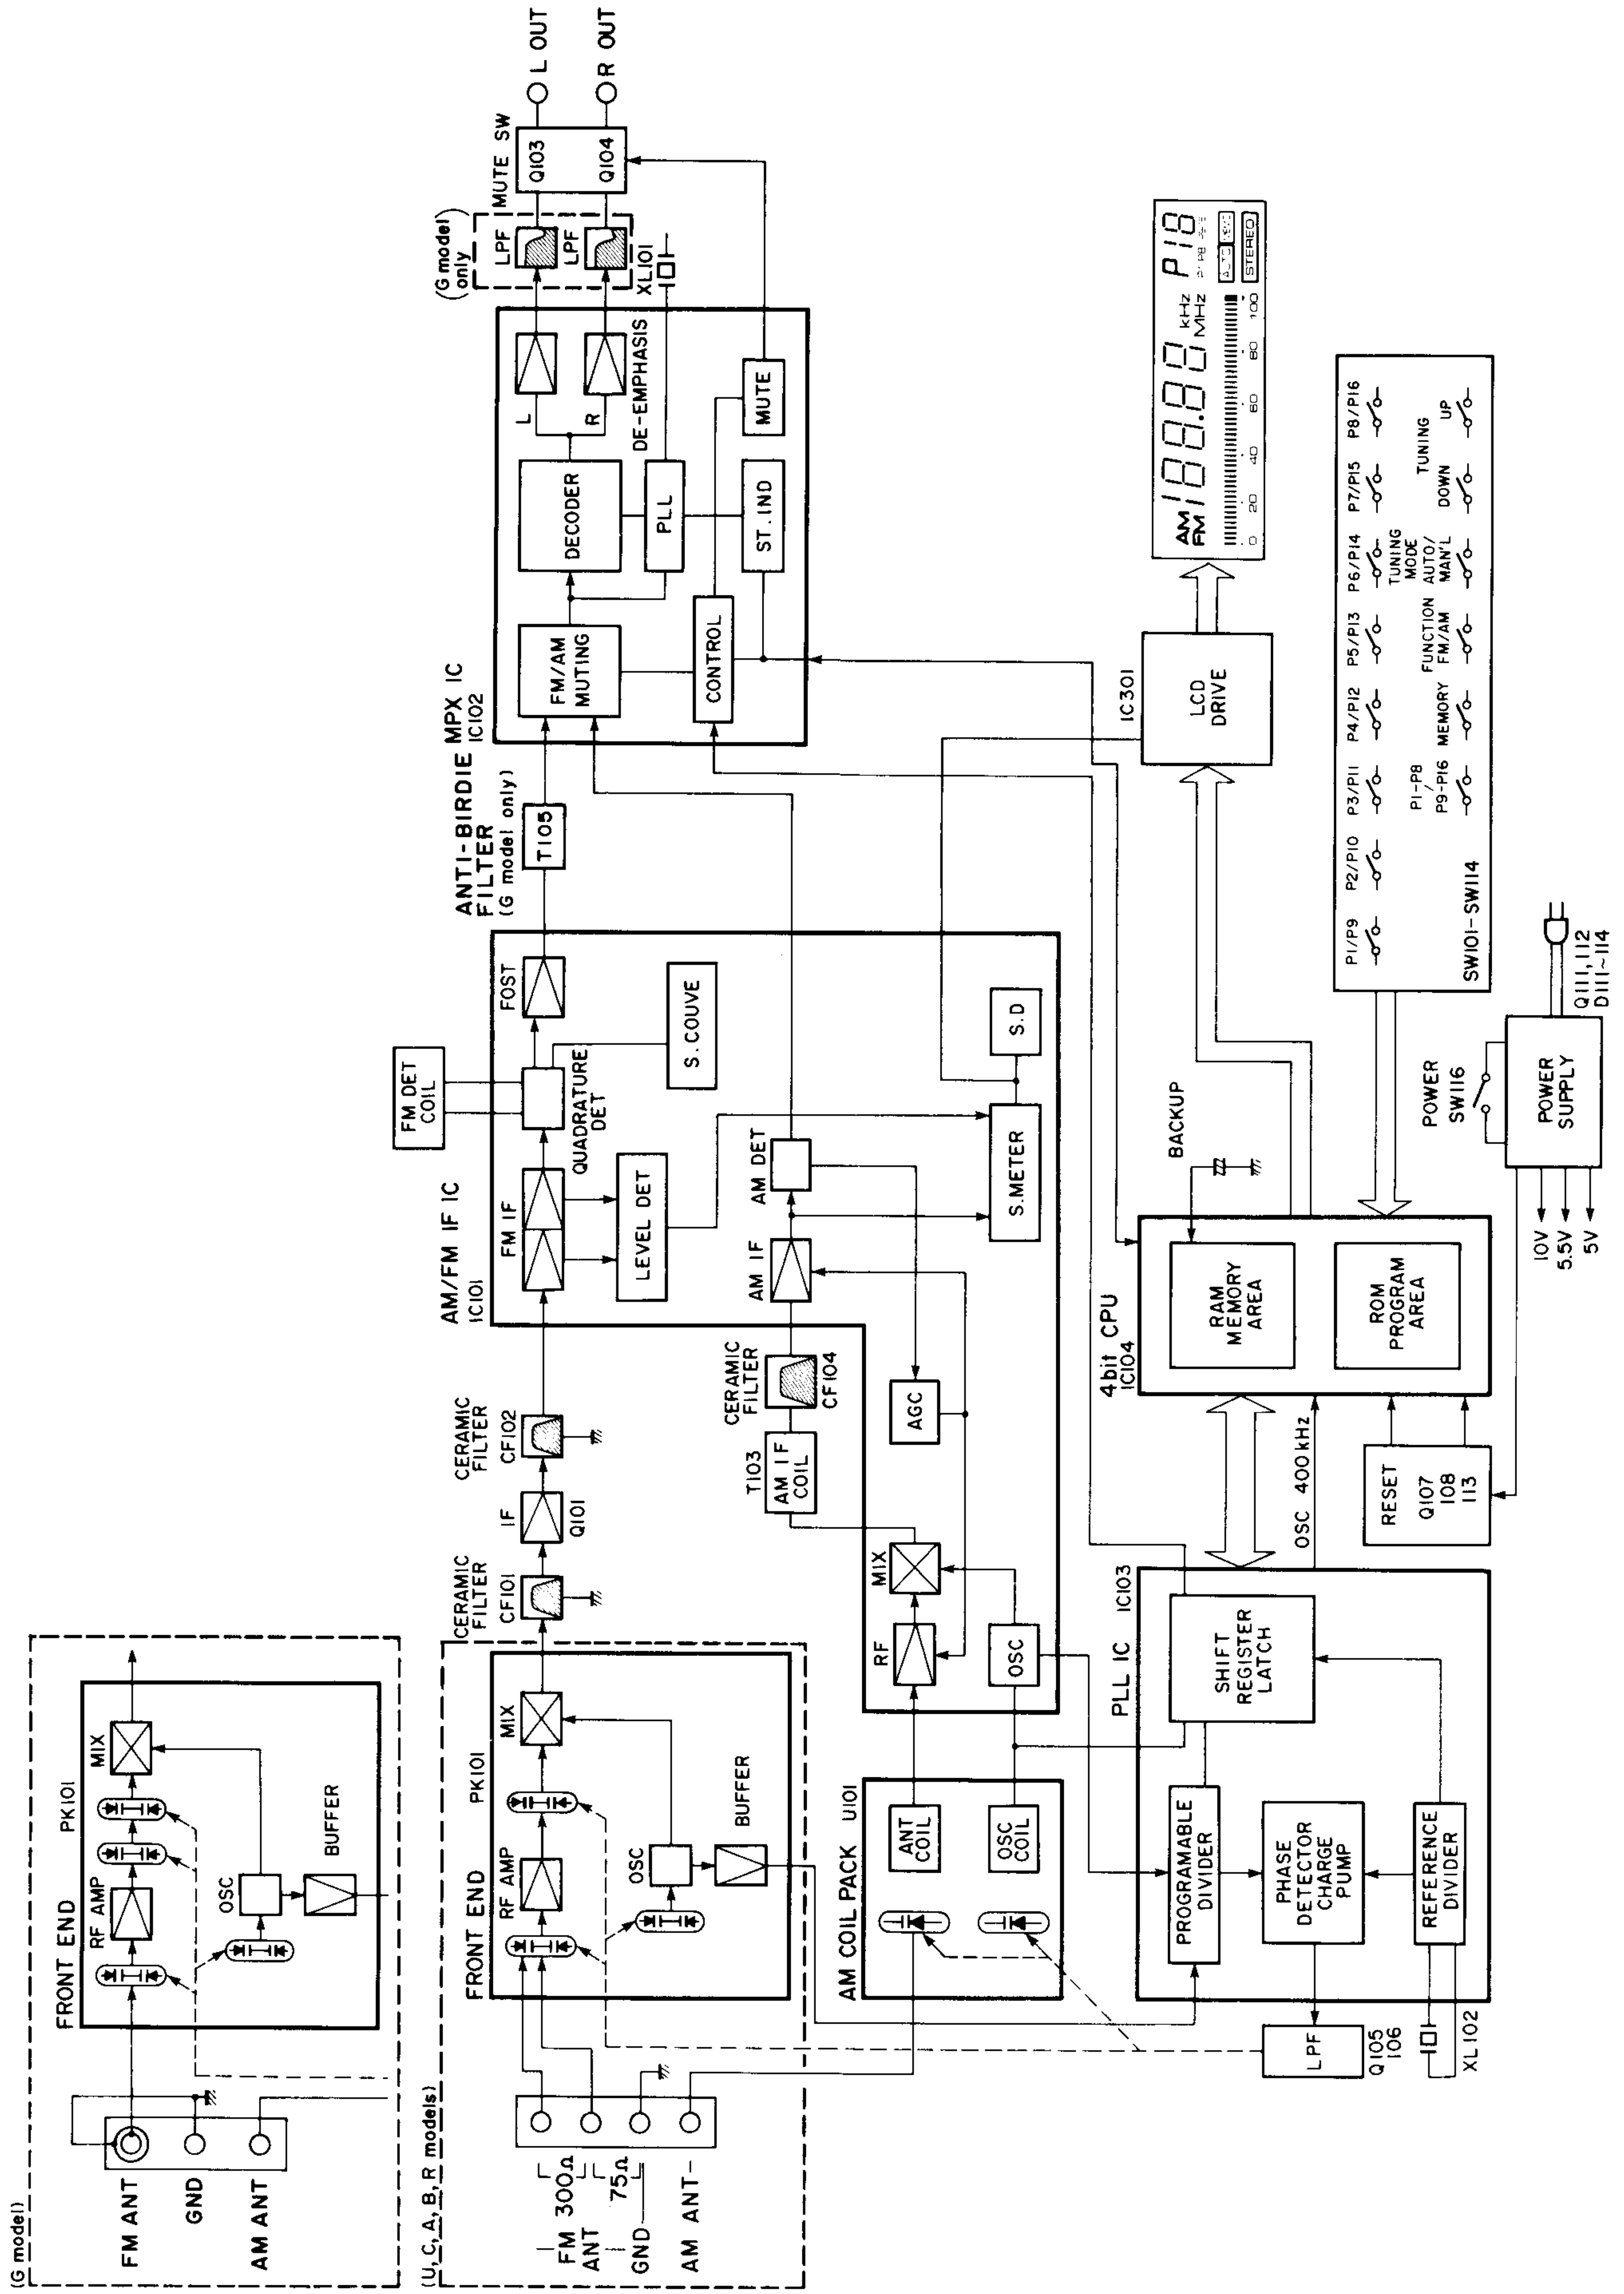 (G model)
FM ANT
GND
AM ANT
FRONT END
PK101
RF AMP
MIX
OSC
BUFFER
(U, C, A, B, R models)
FM 300Ω
ANT
75Ω
GND
AM ANT
FRONT END
PK101
RF AMP
MIX
OSC
BUFFER
CERAMIC
FILTER
CF101
IF
Q101
CERAMIC
FILTER
CF102
AM/FM IF IC
IC101
FM IF
FM DET
COIL
QUADRATURE
DET
FOST
LEVEL DET
S. COUVE
AM COIL PACK
U101
ANT
COIL
OSC
COIL
RF
MIX
OSC
T103
AM IF
COIL
CERAMIC
FILTER
CF104
AGC
AM IF
AM DET
S.METER
S.D
ANTI-BIRDIE
FILTER
(G model only)
T105
MPX IC
IC102
FM/AM
MUTING
DECODER
L
R
DE-EMPHASIS
PLL
CONTROL
ST. IND
MUTE
(G model
only)
LPF
LPF
XL101
MUTE SW
Q103
Q104
L OUT
R OUT
PLL IC
IC103
PROGRAMABLE
DIVIDER
SHIFT
REGISTER
LATCH
PHASE
DETECTOR
CHARGE
PUMP
REFERENCE
DIVIDER
LPF
Q105
106
XL102
OSC 400kHz
4bit CPU
IC104
RAM
MEMORY
AREA
ROM
PROGRAM
AREA
BACKUP
RESET
Q107
108
113
IC301
LCD
DRIVE
AM
FM
188.88
kHz
MHz
P18
AUTO
STEREO
0 20 40 60 80 100
P1/P9 P2/P10 P3/P11 P4/P12 P5/P13 P6/P14 P7/P15 P8/P16
P1-P8
/
P9-P16
MEMORY
FUNCTION
FM/AM
TUNING
MODE
AUTO/
MAN'L
TUNING
DOWN
UP
SW101-SW114
POWER
SW116
POWER
SUPPLY
Q111, 112
D111~114
10V
5.5V
5V